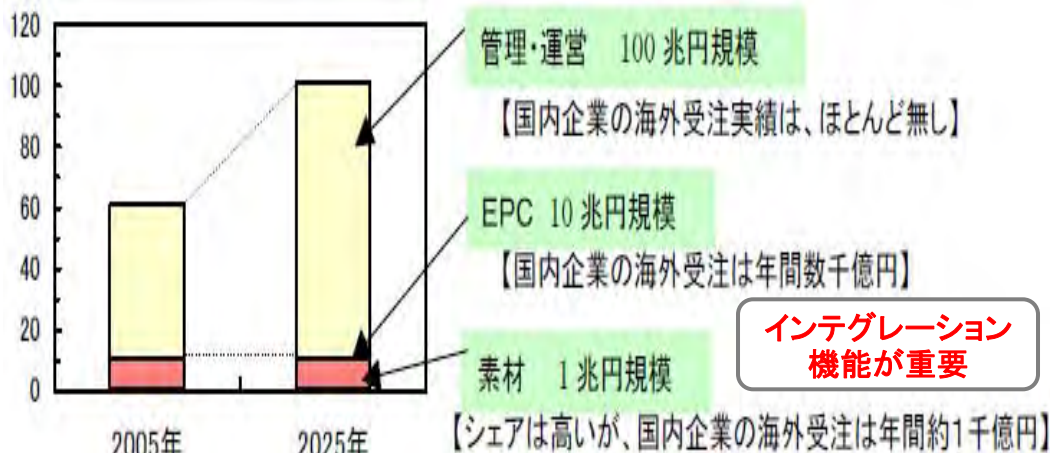 120
100
80
60
40
20
0
2005年
2025年
管理・運営 100 兆円規模
【国内企業の海外受注実績は、ほとんど無し】
EPC 10 兆円規模
【国内企業の海外受注は年間数千億円】
インテグレーション
機能が重要
素材 1 兆円規模
【シェアは高いが、国内企業の海外受注は年間約1千億円】